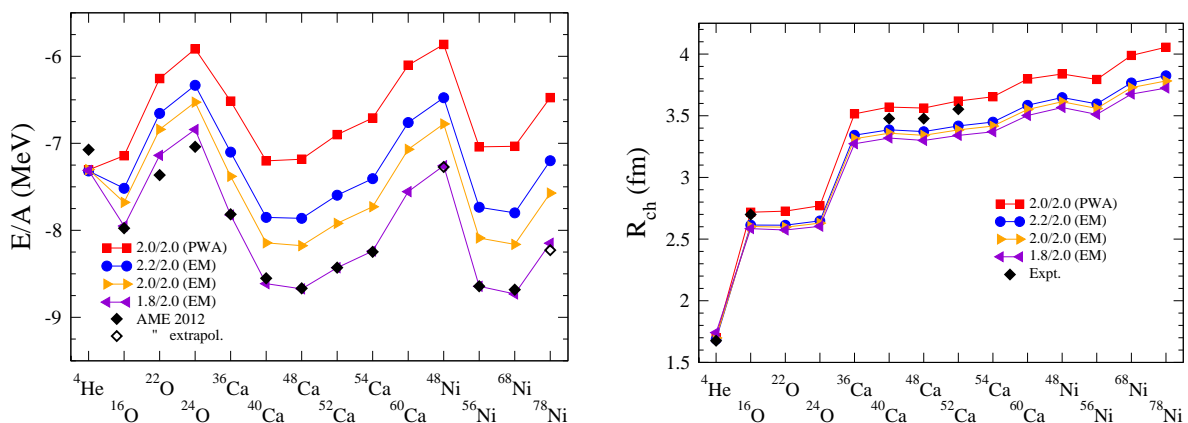 E/A (MeV)
-6
-7
-8
-9
2.0/2.0 (PWA)
2.2/2.0 (EM)
2.0/2.0 (EM)
1.8/2.0 (EM)
AME 2012
" extrapol.
⁴He ²²O ³⁶Ca ⁴⁸Ca ⁵⁴Ca ⁴⁸Ni ⁶⁸Ni
¹⁶O ²⁴O ⁴⁰Ca ⁵²Ca ⁶⁰Ca ⁵⁶Ni ⁷⁸Ni
R_ch (fm)
4
3.5
3
2.5
2
1.5
2.0/2.0 (PWA)
2.2/2.0 (EM)
2.0/2.0 (EM)
1.8/2.0 (EM)
Expt.
⁴He ²²O ³⁶Ca ⁴⁸Ca ⁵⁴Ca ⁴⁸Ni ⁶⁸Ni
¹⁶O ²⁴O ⁴⁰Ca ⁵²Ca ⁶⁰Ca ⁵⁶Ni ⁷⁸Ni